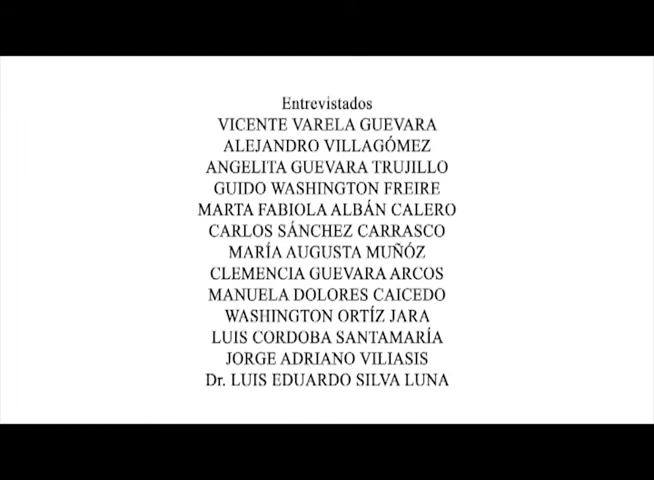 Entrevistados
VICENTE VARELA GUEVARA
ALEJANDRO VILLAGÓMEZ
ANGELITA GUEVARA TRUJILLO
GUIDO WASHINGTON FREIRE
MARTA FABIOLA ALBÁN CALERO
CARLOS SÁNCHEZ CARRASCO
MARÍA AUGUSTA MUÑÓZ
CLEMENCIA GUEVARA ARCOS
MANUELA DOLORES CAICEDO
WASHINGTON ORTÍZ JARA
LUIS CORDOBA SANTAMARÍA
JORGE ADRIANO VILIASIS
Dr. LUIS EDUARDO SILVA LUNA